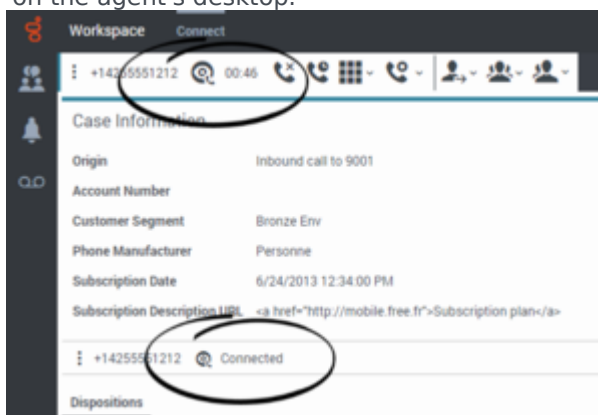 on the agent's desktop.
Workspace Connect
+14255551212 00:46
Case Information
Origin Inbound call to 9001
Account Number
Customer Segment Bronze Env
Phone Manufacturer Personne
Subscription Date 6/24/2013 12:34:00 PM
Subscription Description URL <a href="http://mobile.free.fr">Subscription plan</a>
+14255551212 Connected
Dispositions